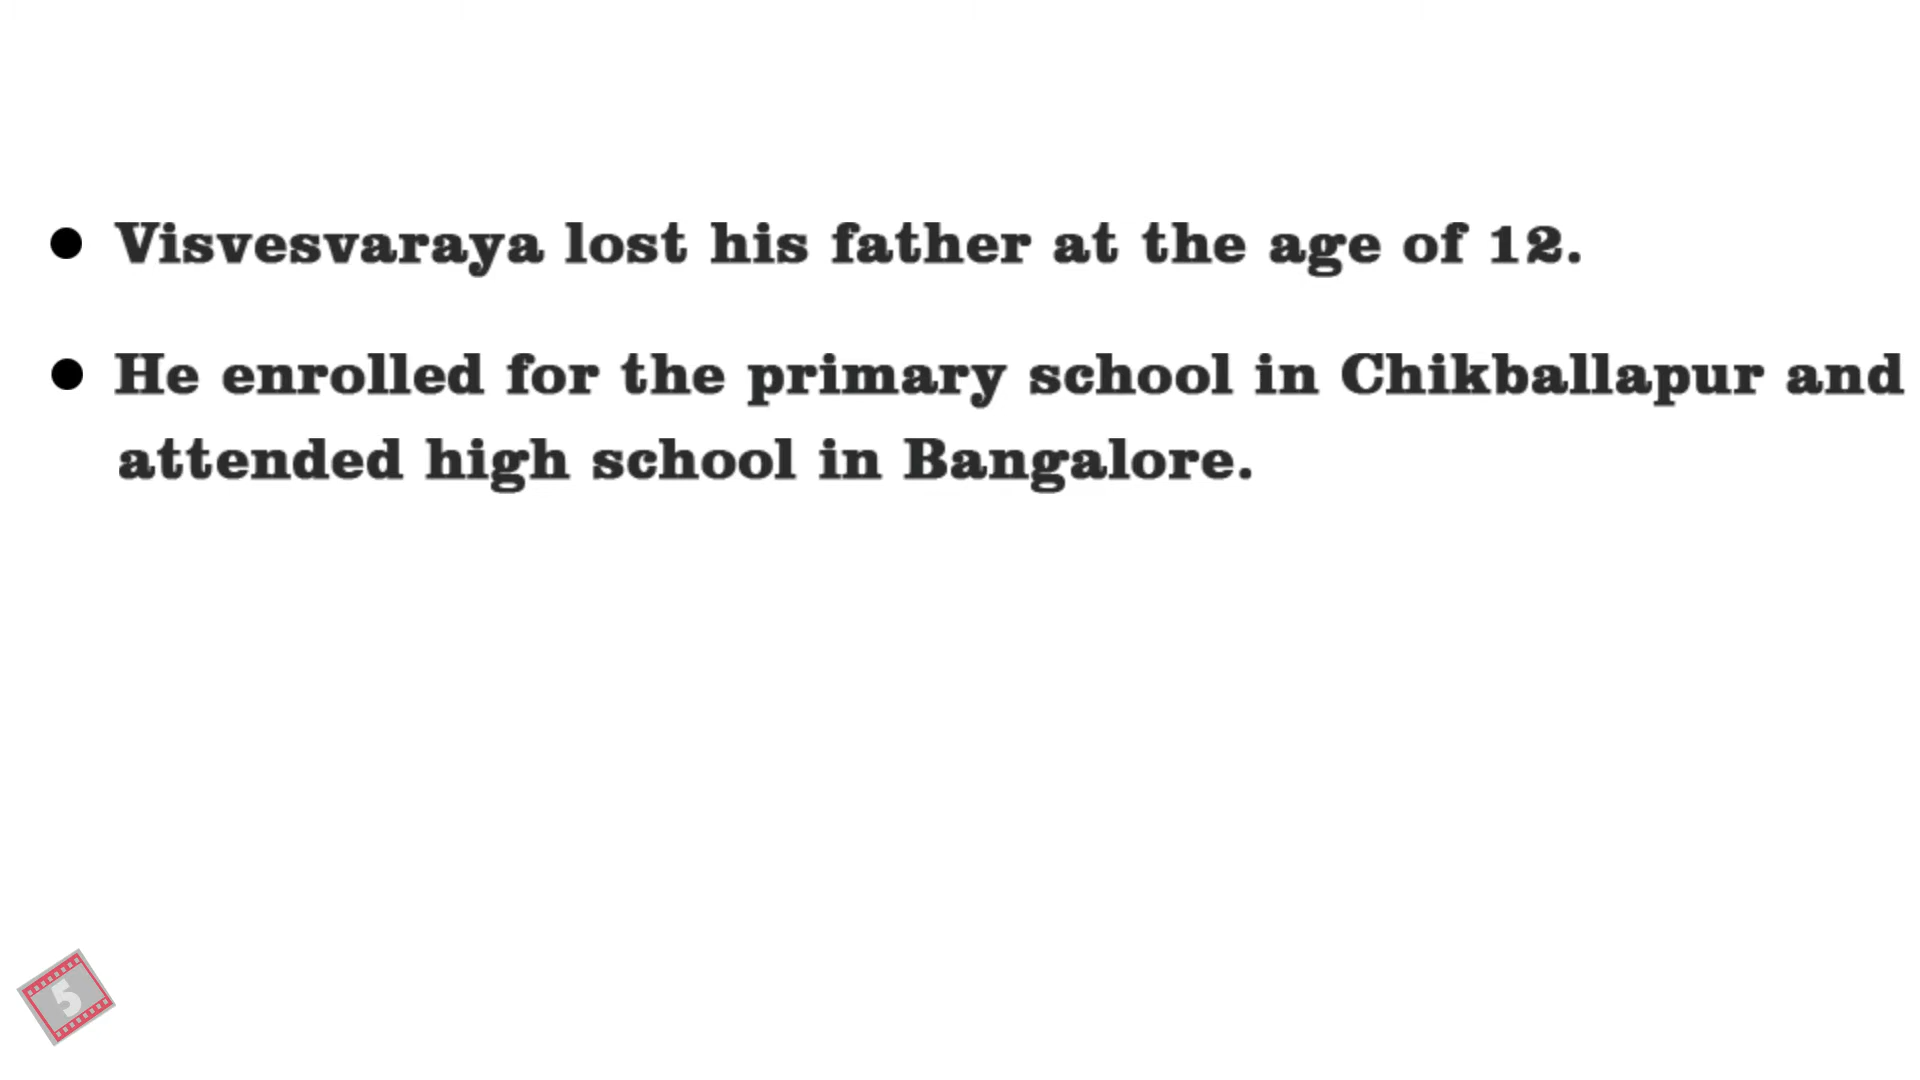 ● Visvesvaraya lost his father at the age of 12.
● He enrolled for the primary school in Chikballapur and
attended high school in Bangalore.
5